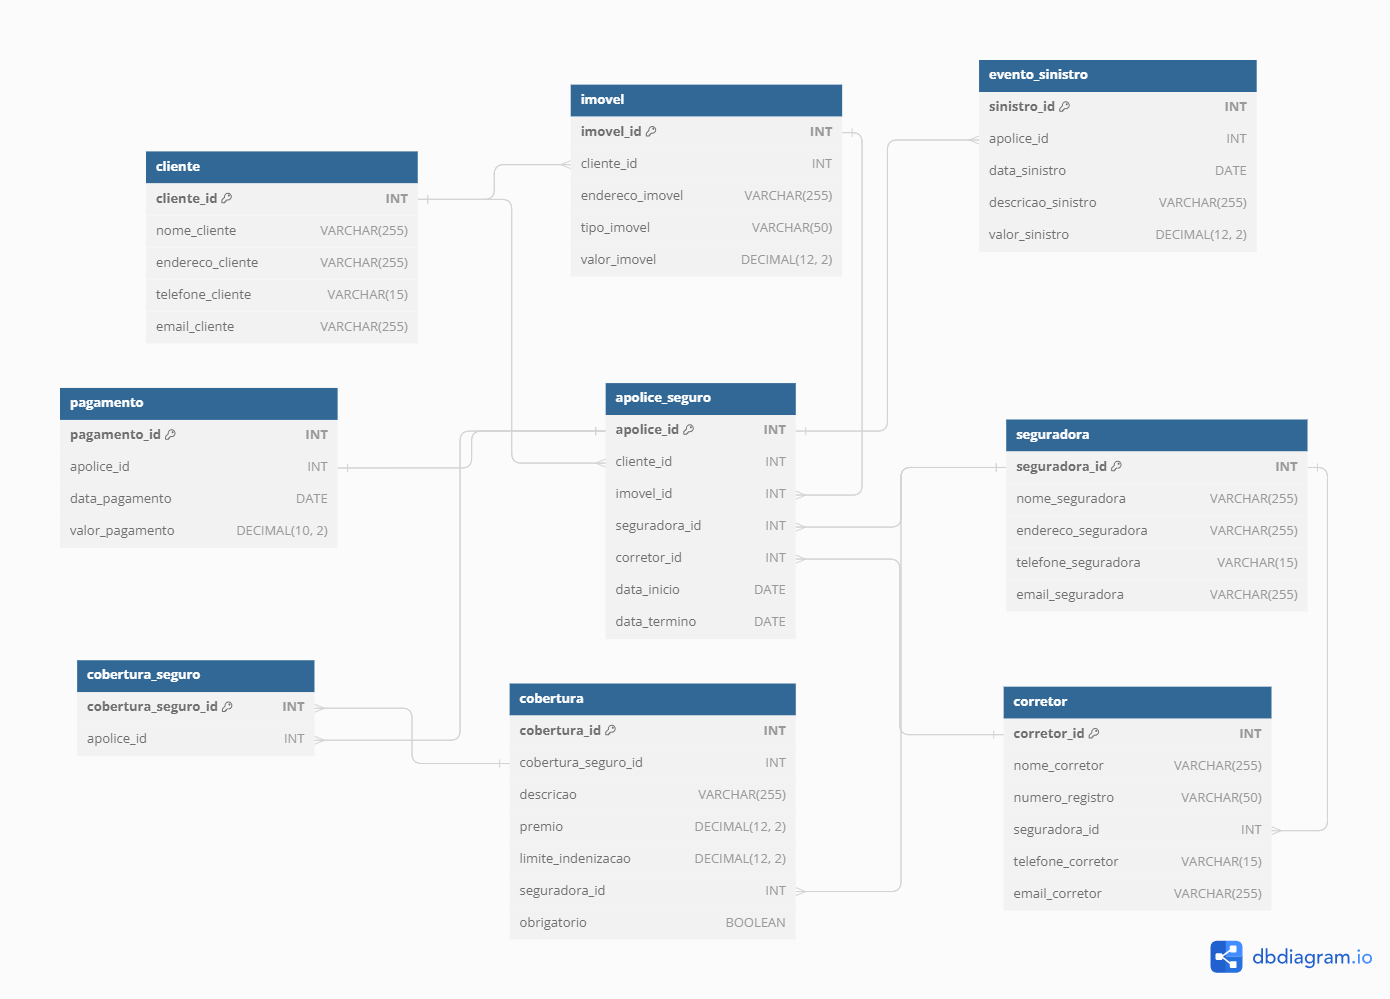 cliente
cliente_id INT
nome_cliente VARCHAR(255)
endereco_cliente VARCHAR(255)
telefone_cliente VARCHAR(15)
email_cliente VARCHAR(255)
imovel
imovel_id INT
cliente_id INT
endereco_imovel VARCHAR(255)
tipo_imovel VARCHAR(50)
valor_imovel DECIMAL(12, 2)
evento_sinistro
sinistro_id INT
apolice_id INT
data_sinistro DATE
descricao_sinistro VARCHAR(255)
valor_sinistro DECIMAL(12, 2)
pagamento
pagamento_id INT
apolice_id INT
data_pagamento DATE
valor_pagamento DECIMAL(10, 2)
apolice_seguro
apolice_id INT
cliente_id INT
imovel_id INT
seguradora_id INT
corretor_id INT
data_inicio DATE
data_termino DATE
seguradora
seguradora_id INT
nome_seguradora VARCHAR(255)
endereco_seguradora VARCHAR(255)
telefone_seguradora VARCHAR(15)
email_seguradora VARCHAR(255)
cobertura_seguro
cobertura_seguro_id INT
apolice_id INT
cobertura
cobertura_id INT
cobertura_seguro_id INT
descricao VARCHAR(255)
premio DECIMAL(12, 2)
limite_indenizacao DECIMAL(12, 2)
seguradora_id INT
obrigatorio BOOLEAN
corretor
corretor_id INT
nome_corretor VARCHAR(255)
numero_registro VARCHAR(50)
seguradora_id INT
telefone_corretor VARCHAR(15)
email_corretor VARCHAR(255)
dbdiagram.io